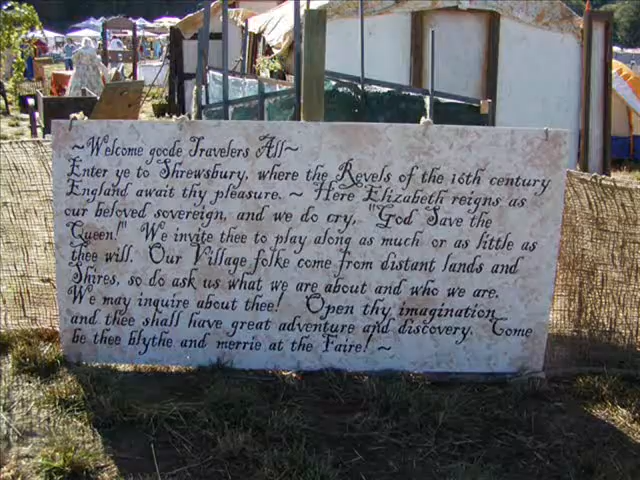 ~Welcome goode Travelers All~
Enter ye to Shrewsbury, where the Revels of the 16th century
England await thy pleasure. ~ Here Elizabeth reigns as
our beloved sovereign, and we do cry, "God Save the
Queen!" We invite thee to play along as much or as little as
thee will. Our Village folke come from distant lands and
Shires, so do ask us what we are about and who we are.
We may inquire about thee! Open thy imagination
and thee shall have great adventure and discovery. Come
be thee blythe and merrie at the Faire! ~